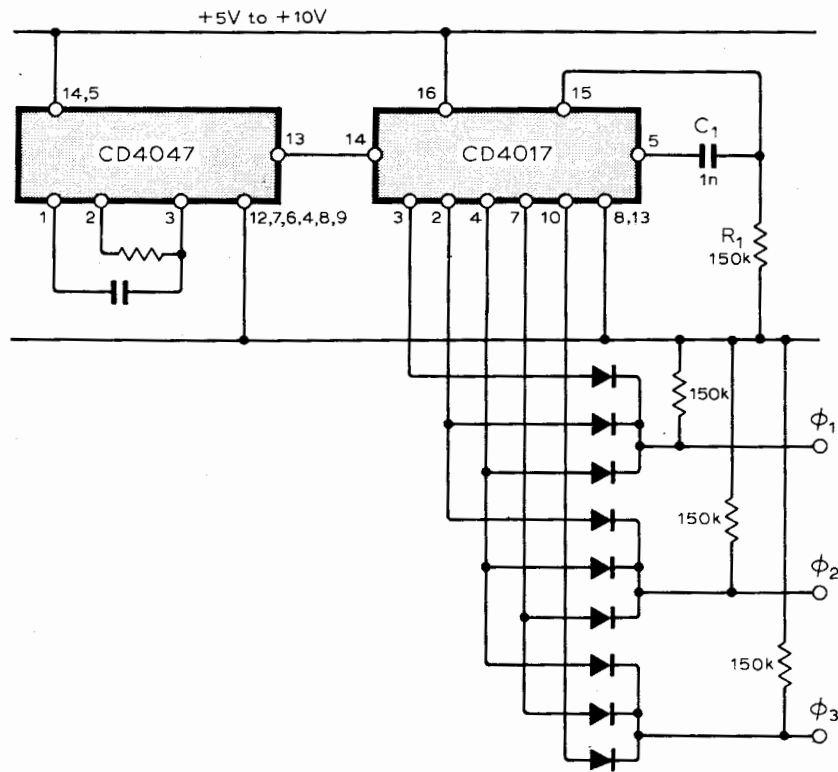 +5V to +10V
14,5
16
15
CD4047
13
14
CD4017
5
C1
1n
1
2
3
12,7,6,4,8,9
3
2
4
7
10
8,13
R1
150k
150k
ϕ1
150k
ϕ2
150k
ϕ3